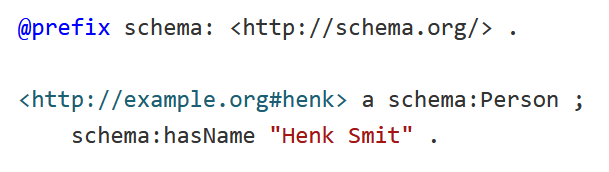 @prefix schema: <http://schema.org/> .
<http://example.org#henk> a schema:Person ;
schema:hasName "Henk Smit" .